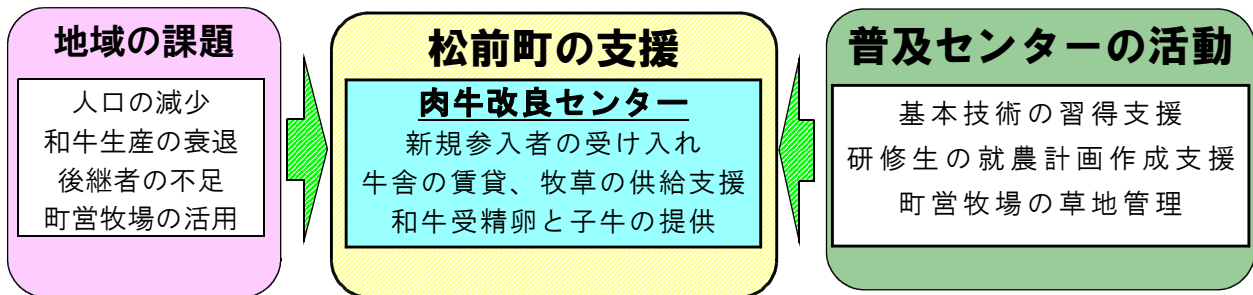 地域の課題
人口の減少
和牛生産の衰退
後継者の不足
町営牧場の活用
松前町の支援
肉牛改良センター
新規参入者の受け入れ
牛舎の賃貸、牧草の供給支援
和牛受精卵と子牛の提供
普及センターの活動
基本技術の習得支援
研修生の就農計画作成支援
町営牧場の草地管理